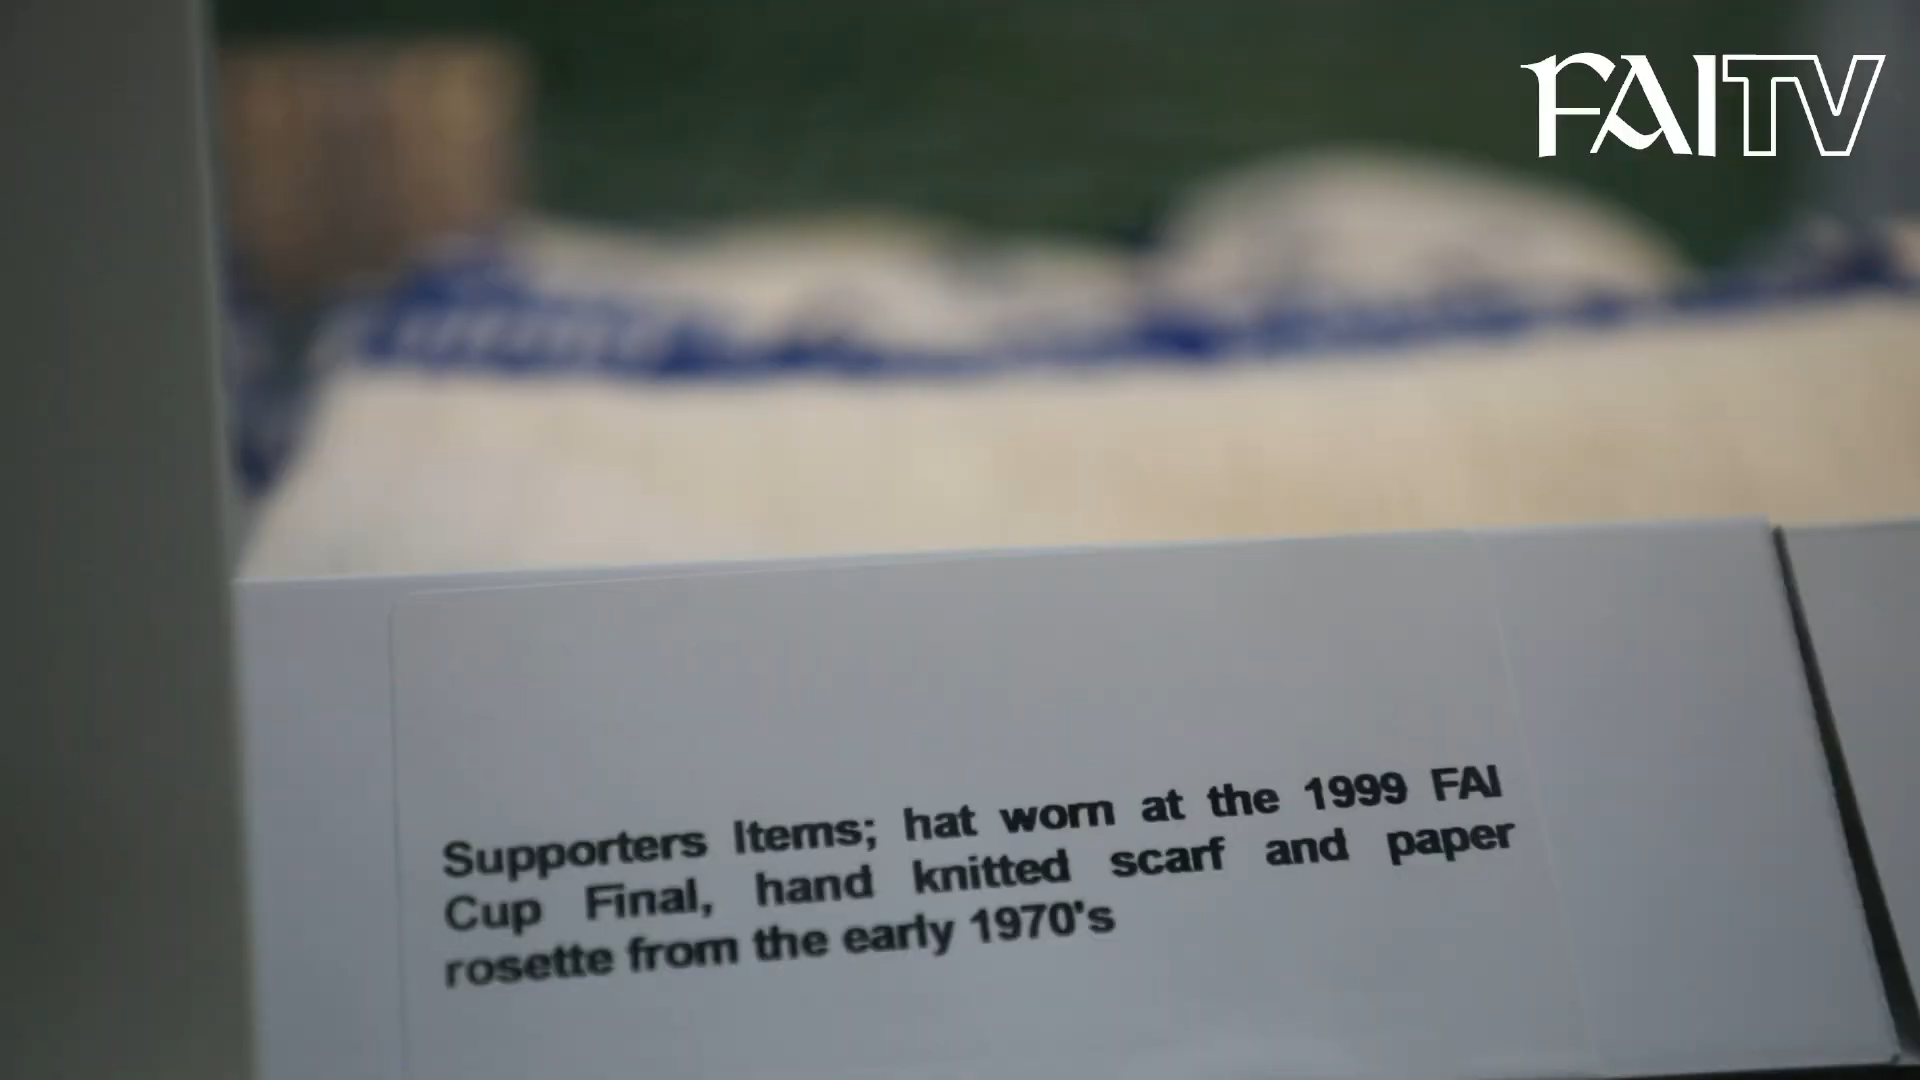 FAITV
Supporters Items; hat worn at the 1999 FAI
Cup Final, hand knitted scarf and paper
rosette from the early 1970's